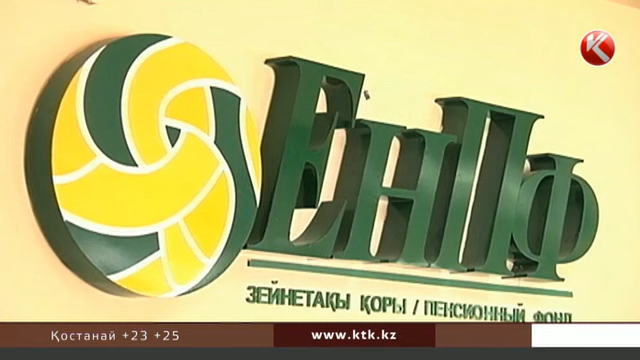 K
ЕНПФ
ЗЕЙНЕТАҚЫ ҚОРЫ / ПЕНСИОННЫЙ ФОНД
Қостанай +23 +25
www.ktk.kz